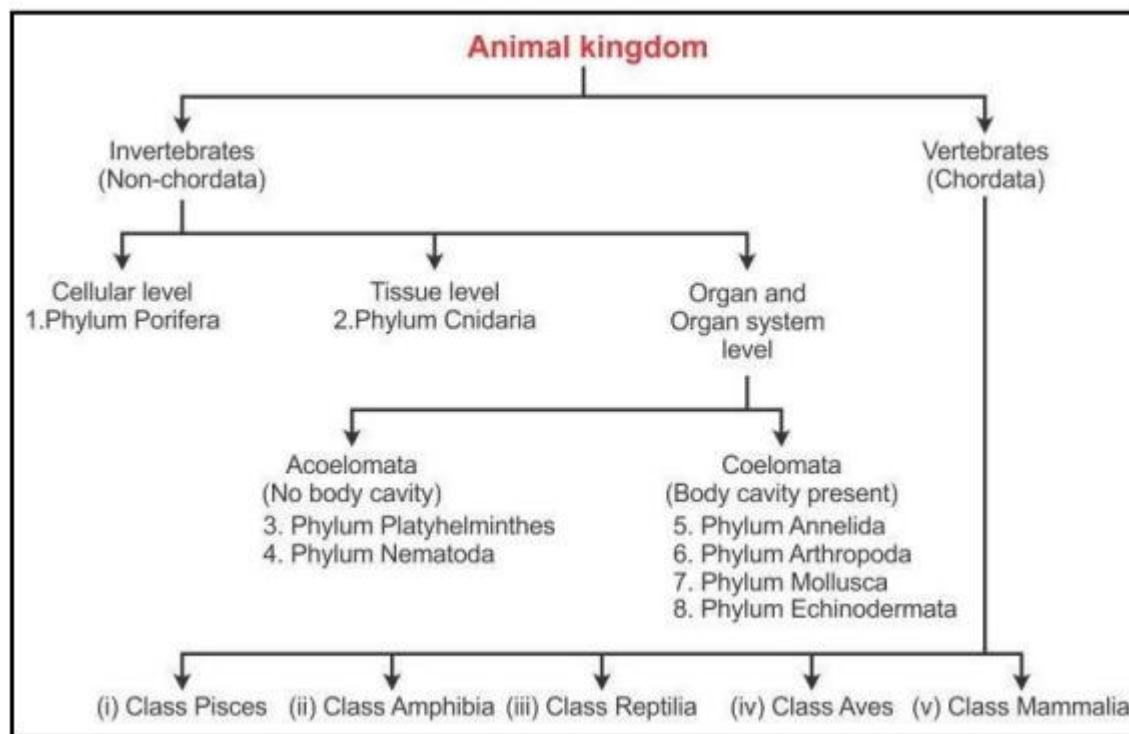 Animal kingdom
Invertebrates
(Non-chordata)
Vertebrates
(Chordata)
Cellular level
1.Phylum Porifera
Tissue level
2.Phylum Cnidaria
Organ and
Organ system
level
Acoelomata
(No body cavity)
3. Phylum Platyhelminthes
4. Phylum Nematoda
Coelomata
(Body cavity present)
5. Phylum Annelida
6. Phylum Arthropoda
7. Phylum Mollusca
8. Phylum Echinodermata
(i) Class Pisces
(ii) Class Amphibia
(iii) Class Reptilia
(iv) Class Aves
(v) Class Mammalia